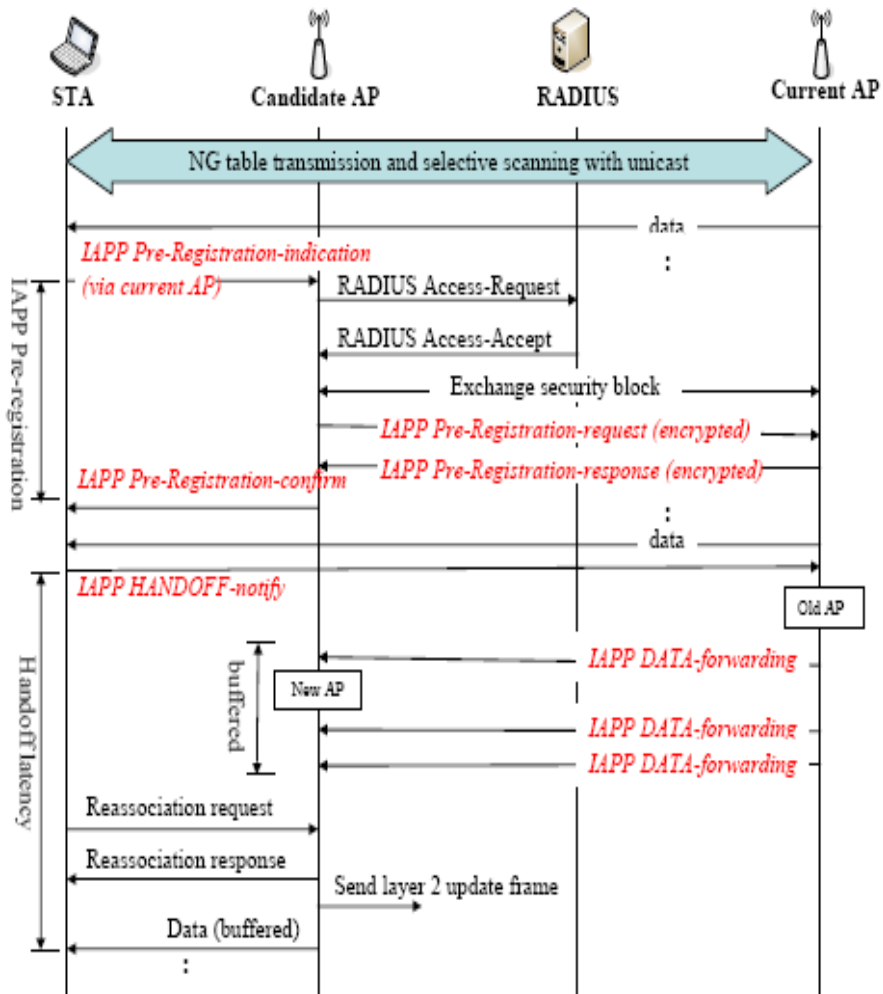 STA
Candidate AP
RADIUS
Current AP
NG table transmission and selective scanning with unicast
data
IAPP Pre-Registration-indication
(via current AP)
:
IAPP Pre-registration
RADIUS Access-Request
RADIUS Access-Accept
Exchange security block
IAPP Pre-Registration-request (encrypted)
IAPP Pre-Registration-response (encrypted)
IAPP Pre-Registration-confirm
:
data
IAPP HANDOFF-notify
Old AP
Handoff latency
buffered
IAPP DATA-forwarding
New AP
IAPP DATA-forwarding
IAPP DATA-forwarding
Reassociation request
Reassociation response
Send layer 2 update frame
Data (buffered)
: